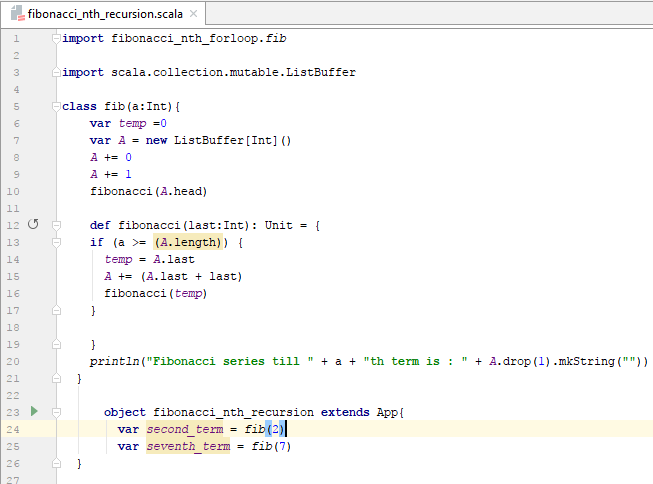 fibonacci_nth_recursion.scala ×
1 import fibonacci_nth_forloop.fib
2
3 import scala.collection.mutable.ListBuffer
4
5 class fib(a:Int){
6 var temp =0
7 var A = new ListBuffer[Int]()
8 A += 0
9 A += 1
10 fibonacci(A.head)
11
12 def fibonacci(last:Int): Unit = {
13 if (a >= (A.length)) {
14 temp = A.last
15 A += (A.last + last)
16 fibonacci(temp)
17 }
18
19 }
20 println("Fibonacci series till " + a + "th term is : " + A.drop(1).mkString(""))
21 }
22
23 object fibonacci_nth_recursion extends App{
24 var second_term = fib(2)
25 var seventh_term = fib(7)
26 }
27